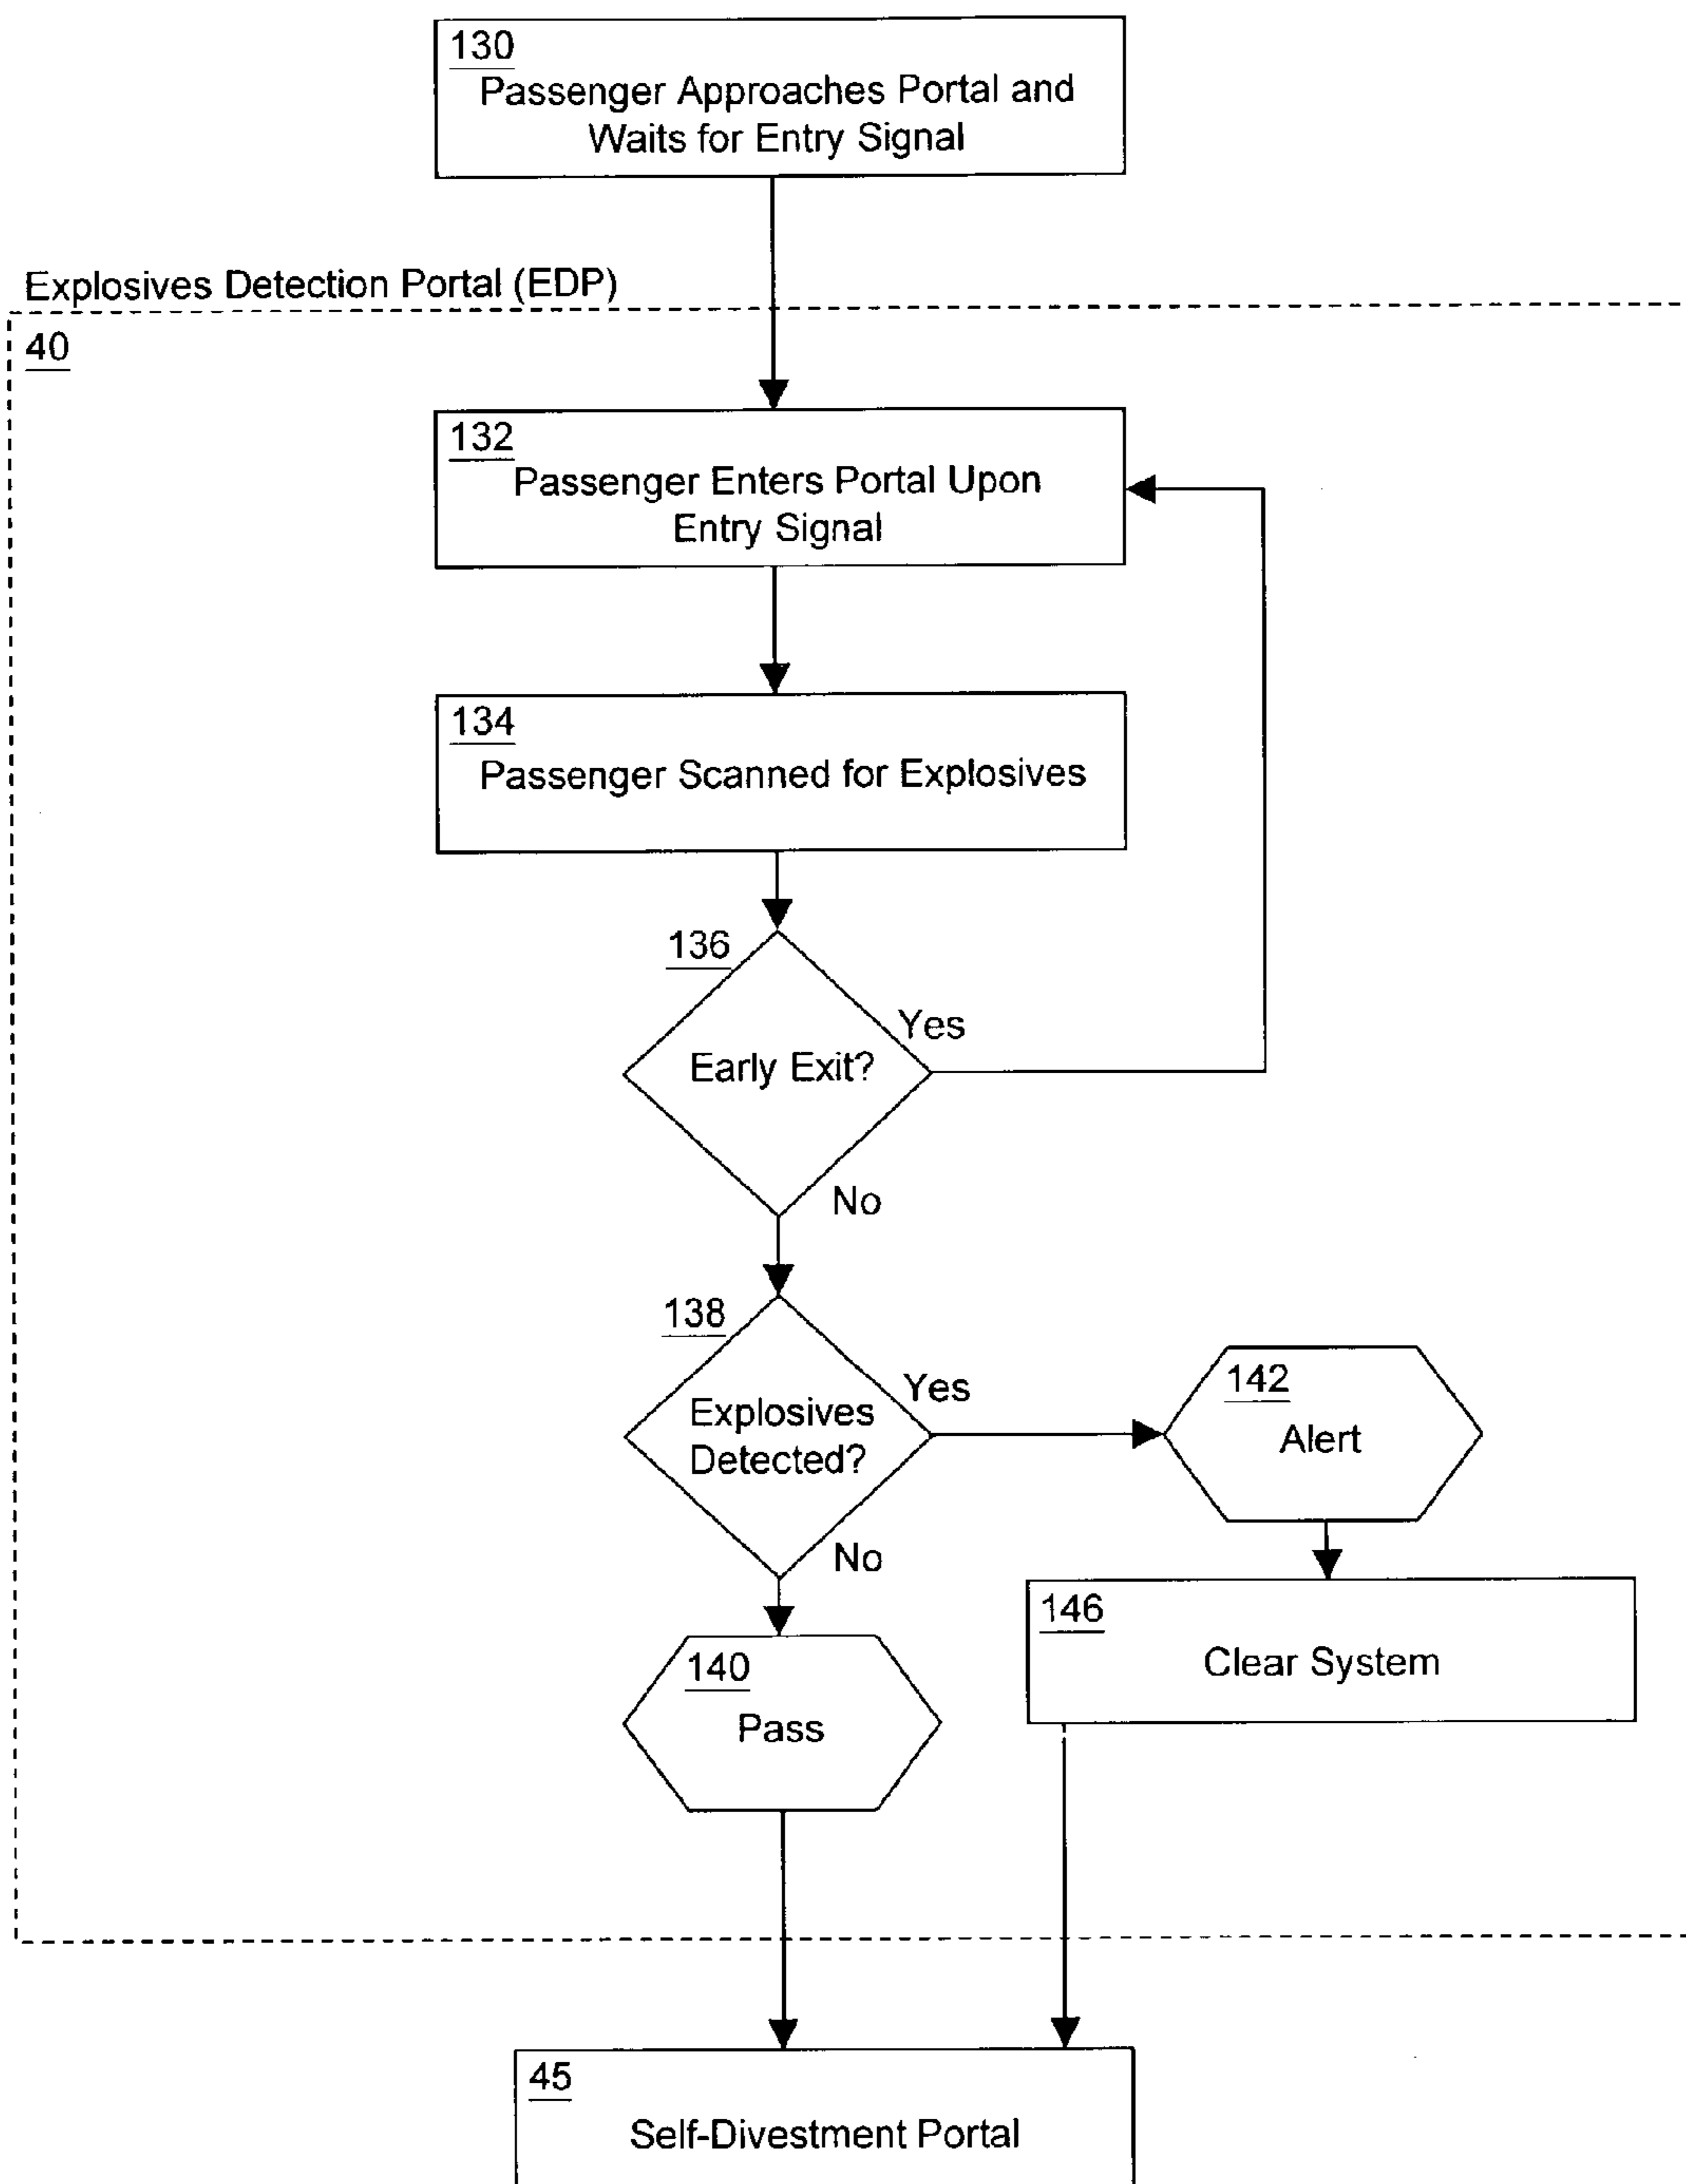 130
Passenger Approaches Portal and
Waits for Entry Signal
Explosives Detection Portal (EDP)
40
132
Passenger Enters Portal Upon
Entry Signal
134
Passenger Scanned for Explosives
136
Yes
Early Exit?
No
138
Yes
Explosives
Detected?
No
142
Alert
146
Clear System
140
Pass
45
Self-Divestment Portal